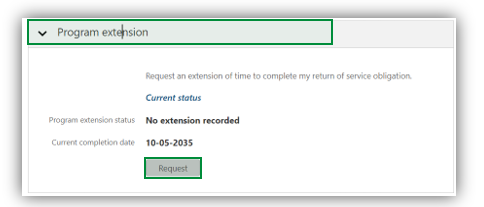 Program extension
Request an extension of time to complete my return of service obligation.
Current status
Program extension status No extension recorded
Current completion date 10-05-2035
Request